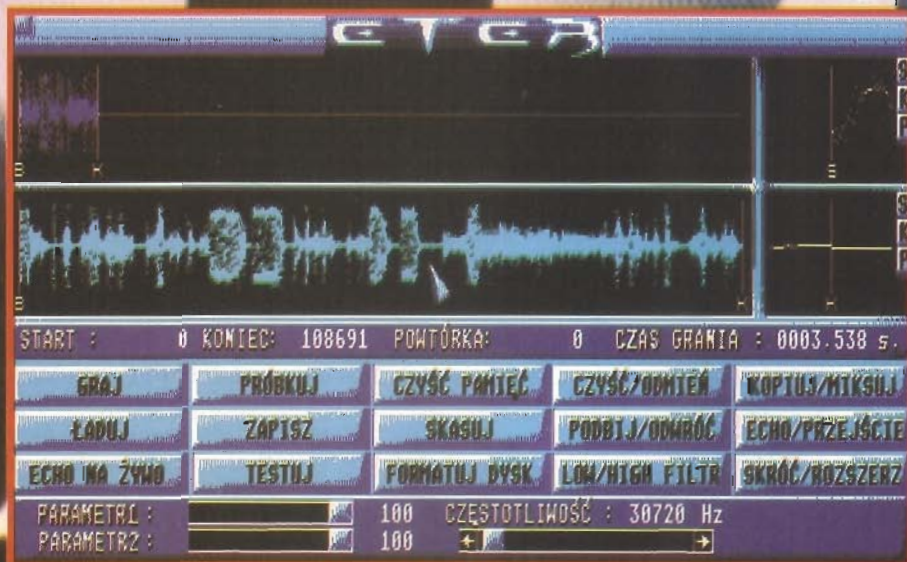 ETER
B K
B
B K
K
START : 0 KONIEC: 108691 POWTÓRKA: 0 CZAS GRANIA : 0003.538 s.
GRAJ PRÓBKUJ CZYŚĆ PAMIĘĆ CZYŚĆ/ODMIEŃ KOPIUJ/MIKSUJ
ŁADUJ ZAPISZ SKASUJ PODBIJ/ODWRÓĆ ECHO/PRZEJŚCIE
ECHO NA ŻYWO TESTUJ FORMATUJ DYSK LOW/HIGH FILTR SKRÓĆ/ROZSZERZ
PARAMETR1 : 100 CZĘSTOTLIWOŚĆ : 30720 Hz
PARAMETR2 : 100